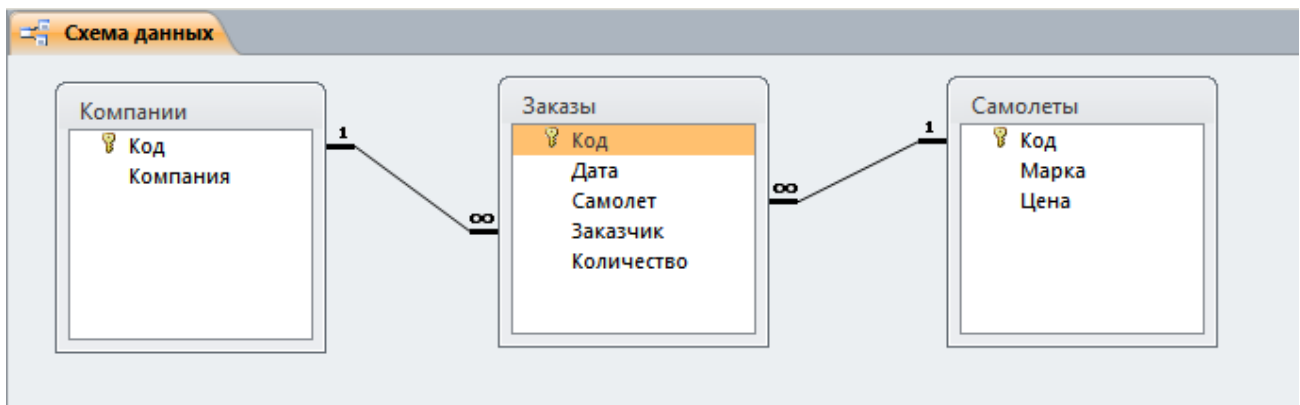 Схема данных
Компании
Код
Компания
1
∞
Заказы
Код
Дата
Самолет
Заказчик
Количество
∞
1
Самолеты
Код
Марка
Цена